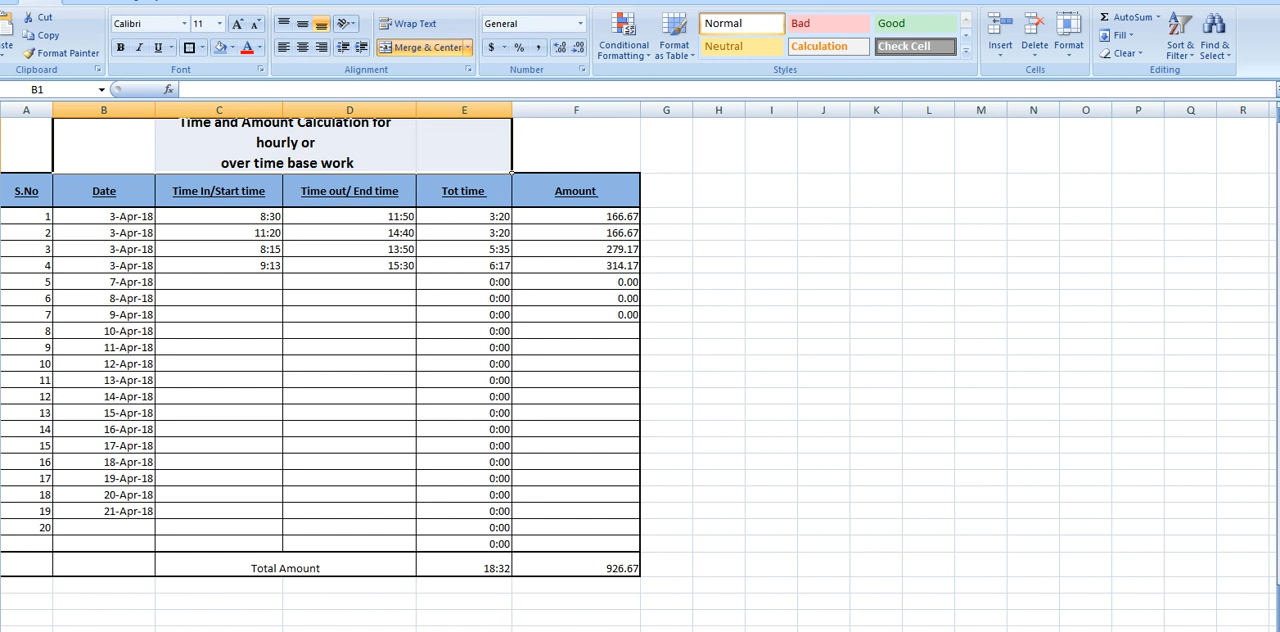 Cut
Calibri 11 A A Wrap Text General Normal Bad Good AutoSum
Copy Fill
Format Painter B I U A Merge & Center $ % , Conditional Formatting Format as Table Neutral Calculation Check Cell Insert Delete Format Clear Sort & Filter Find & Select
Clipboard Font Alignment Number Styles Cells Editing
B1 fx
A B C D E F G H I J K L M N O P Q R
Time and Amount Calculation for
hourly or
over time base work
S.No Date Time In/Start time Time out/ End time Tot time Amount
1 3-Apr-18 8:30 11:50 3:20 166.67
2 3-Apr-18 11:20 14:40 3:20 166.67
3 3-Apr-18 8:15 13:50 5:35 279.17
4 3-Apr-18 9:13 15:30 6:17 314.17
5 7-Apr-18 0:00 0.00
6 8-Apr-18 0:00 0.00
7 9-Apr-18 0:00 0.00
8 10-Apr-18 0:00
9 11-Apr-18 0:00
10 12-Apr-18 0:00
11 13-Apr-18 0:00
12 14-Apr-18 0:00
13 15-Apr-18 0:00
14 16-Apr-18 0:00
15 17-Apr-18 0:00
16 18-Apr-18 0:00
17 19-Apr-18 0:00
18 20-Apr-18 0:00
19 21-Apr-18 0:00
20 0:00
0:00
Total Amount 18:32 926.67